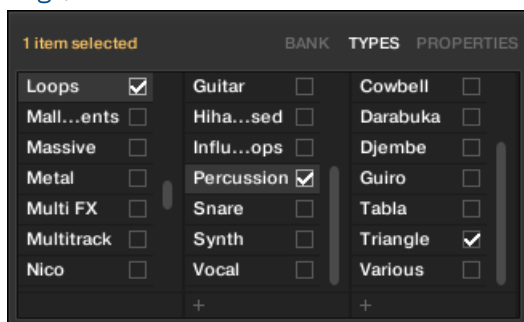 1 item selected BANK TYPES PROPERTIES
Loops Guitar Cowbell
Mall...ents Hiha...sed Darabuka
Massive Influ...ops Djembe
Metal Percussion Guiro
Multi FX Snare Tabla
Multitrack Synth Triangle
Nico Vocal Various
+ +